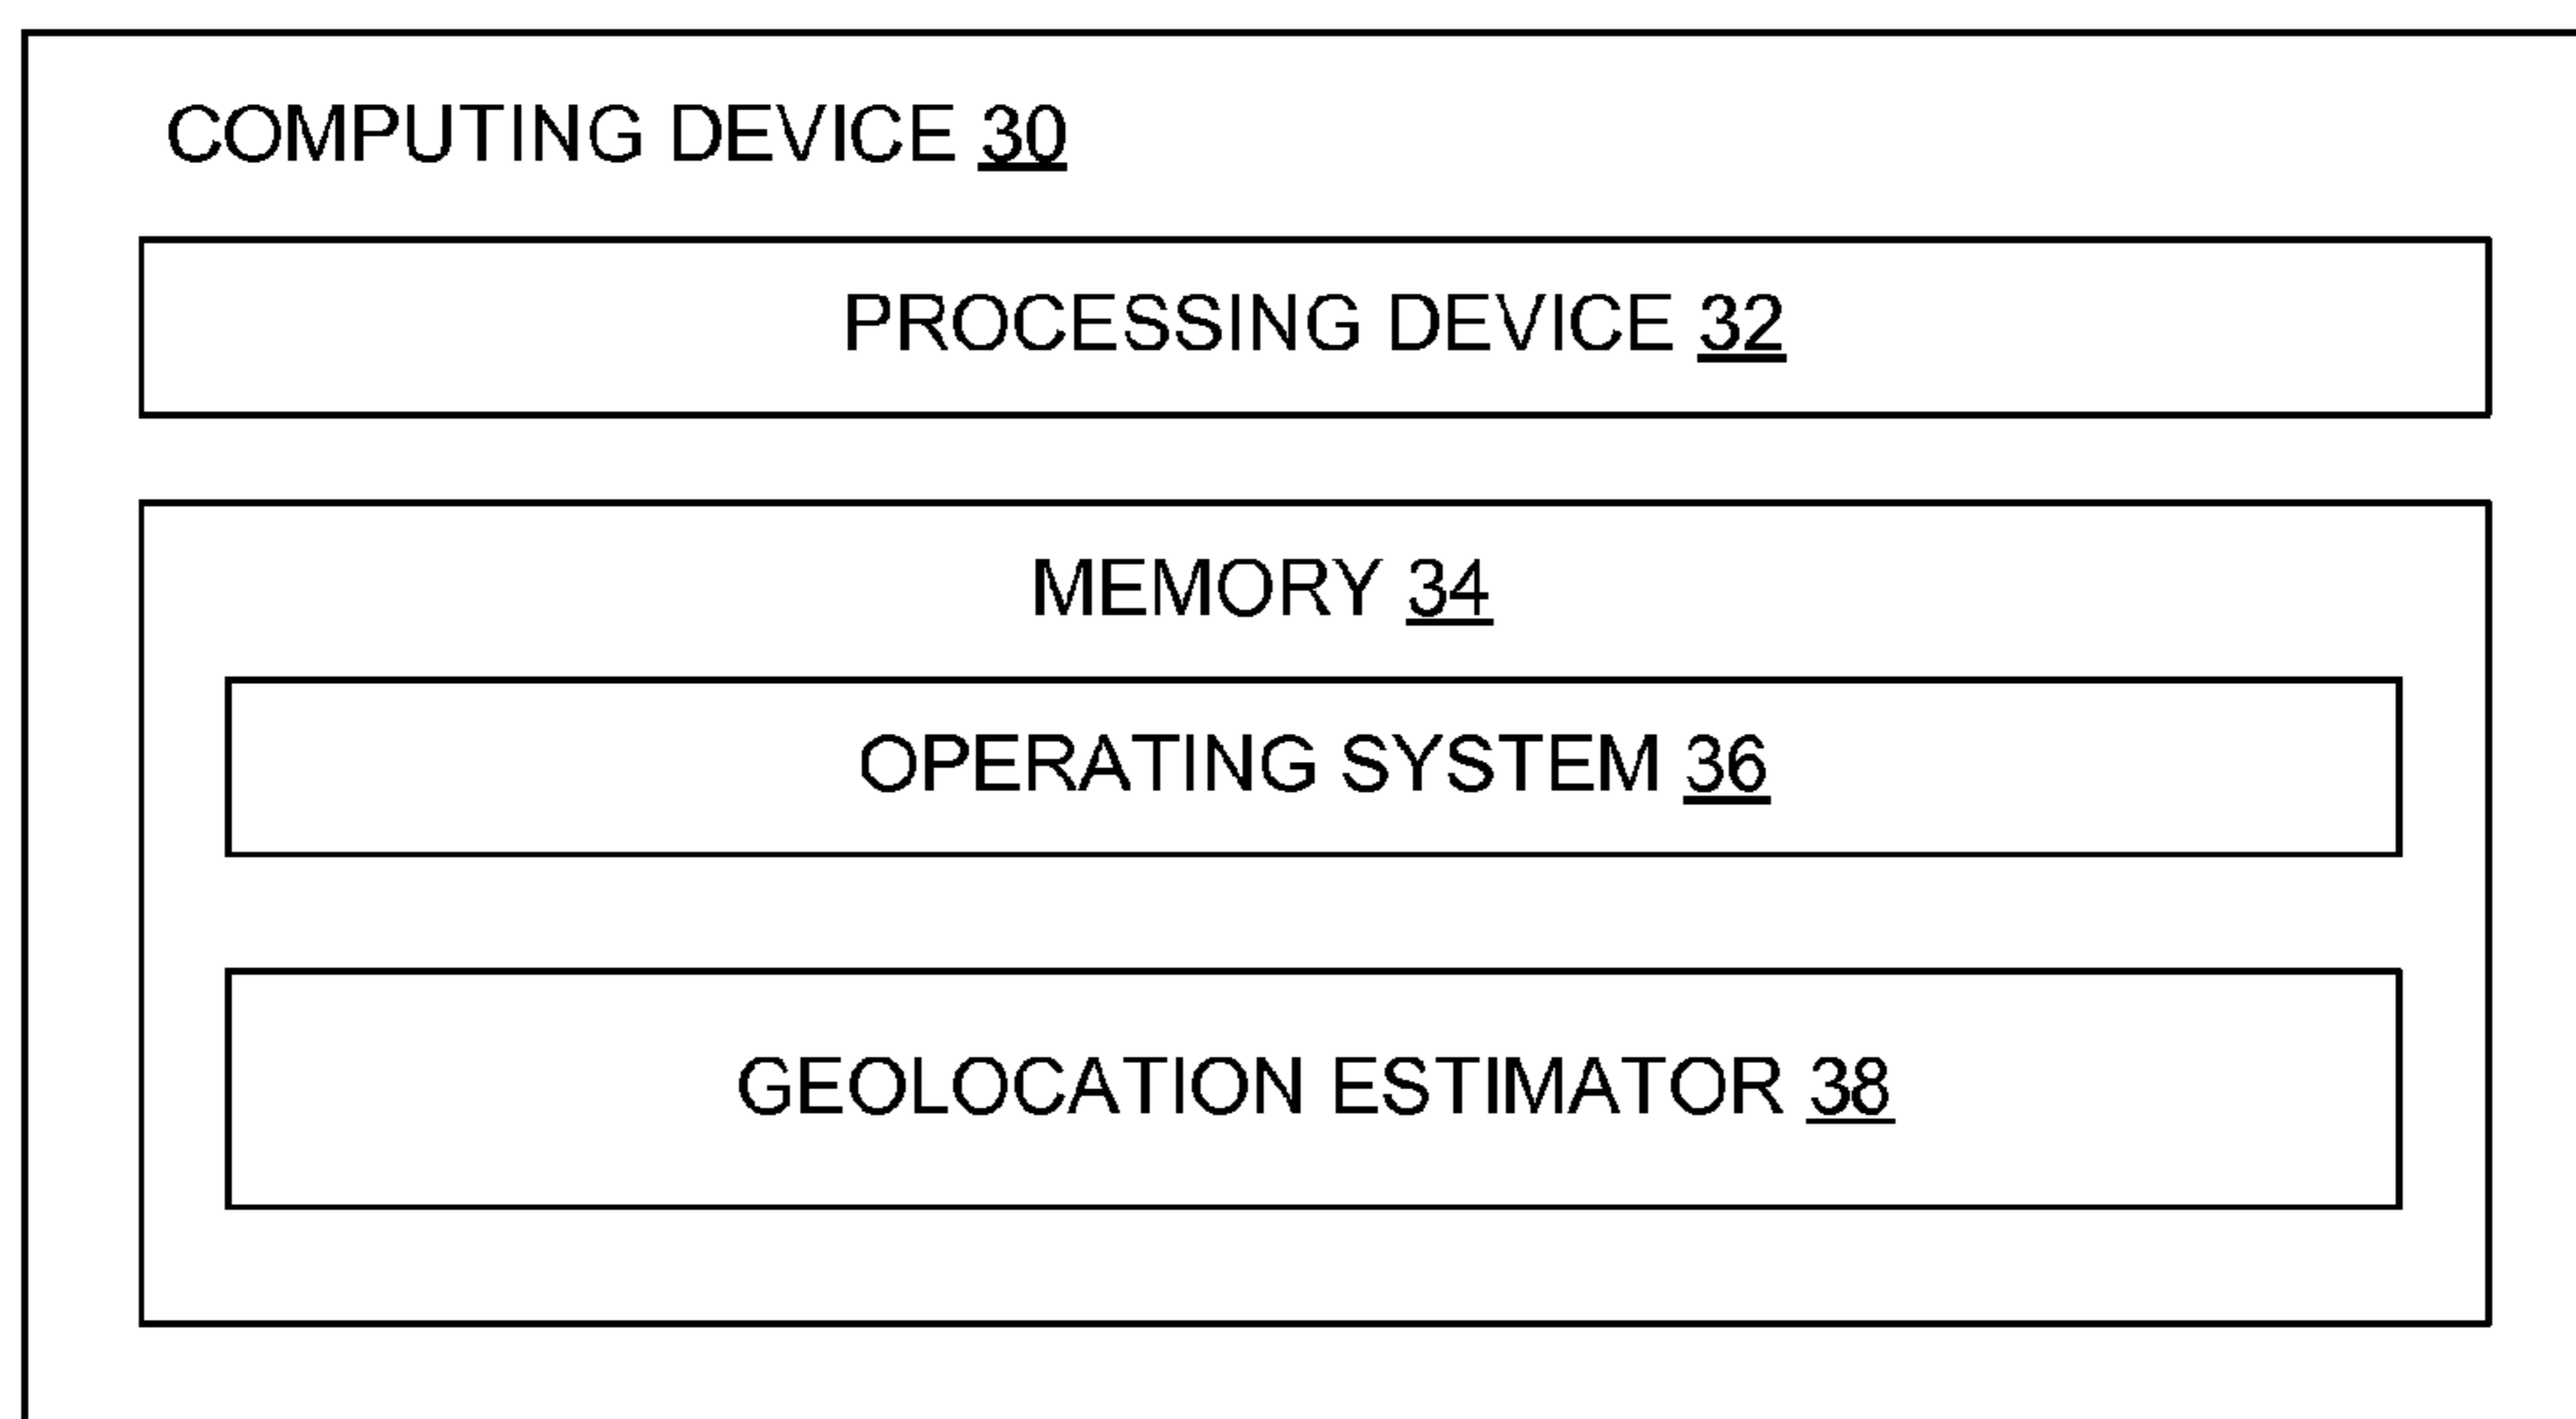 COMPUTING DEVICE 30
PROCESSING DEVICE 32
MEMORY 34
OPERATING SYSTEM 36
GEOLOCATION ESTIMATOR 38